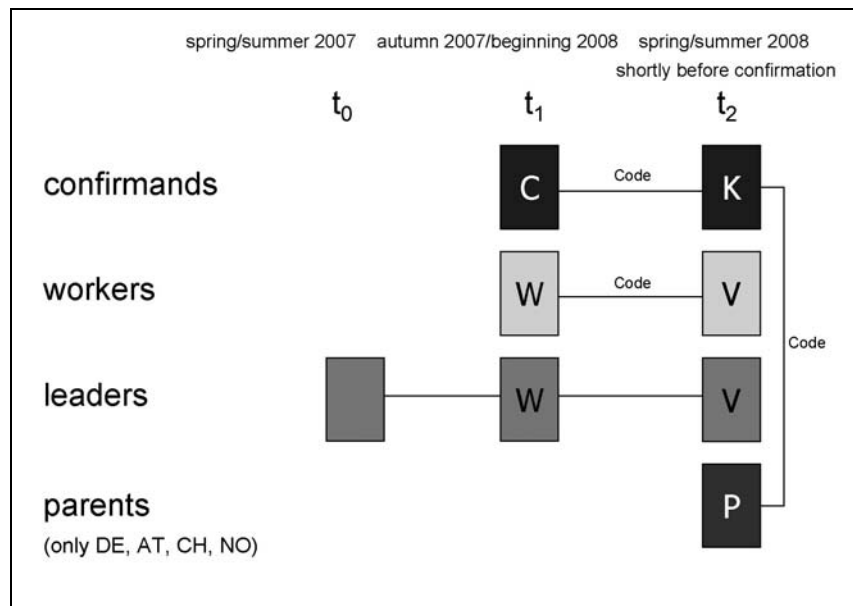 spring/summer 2007 autumn 2007/beginning 2008 spring/summer 2008
shortly before confirmation
t₀ t₁ t₂
confirmands C Code K
workers W Code V
Code
leaders W V
parents P
(only DE, AT, CH, NO)